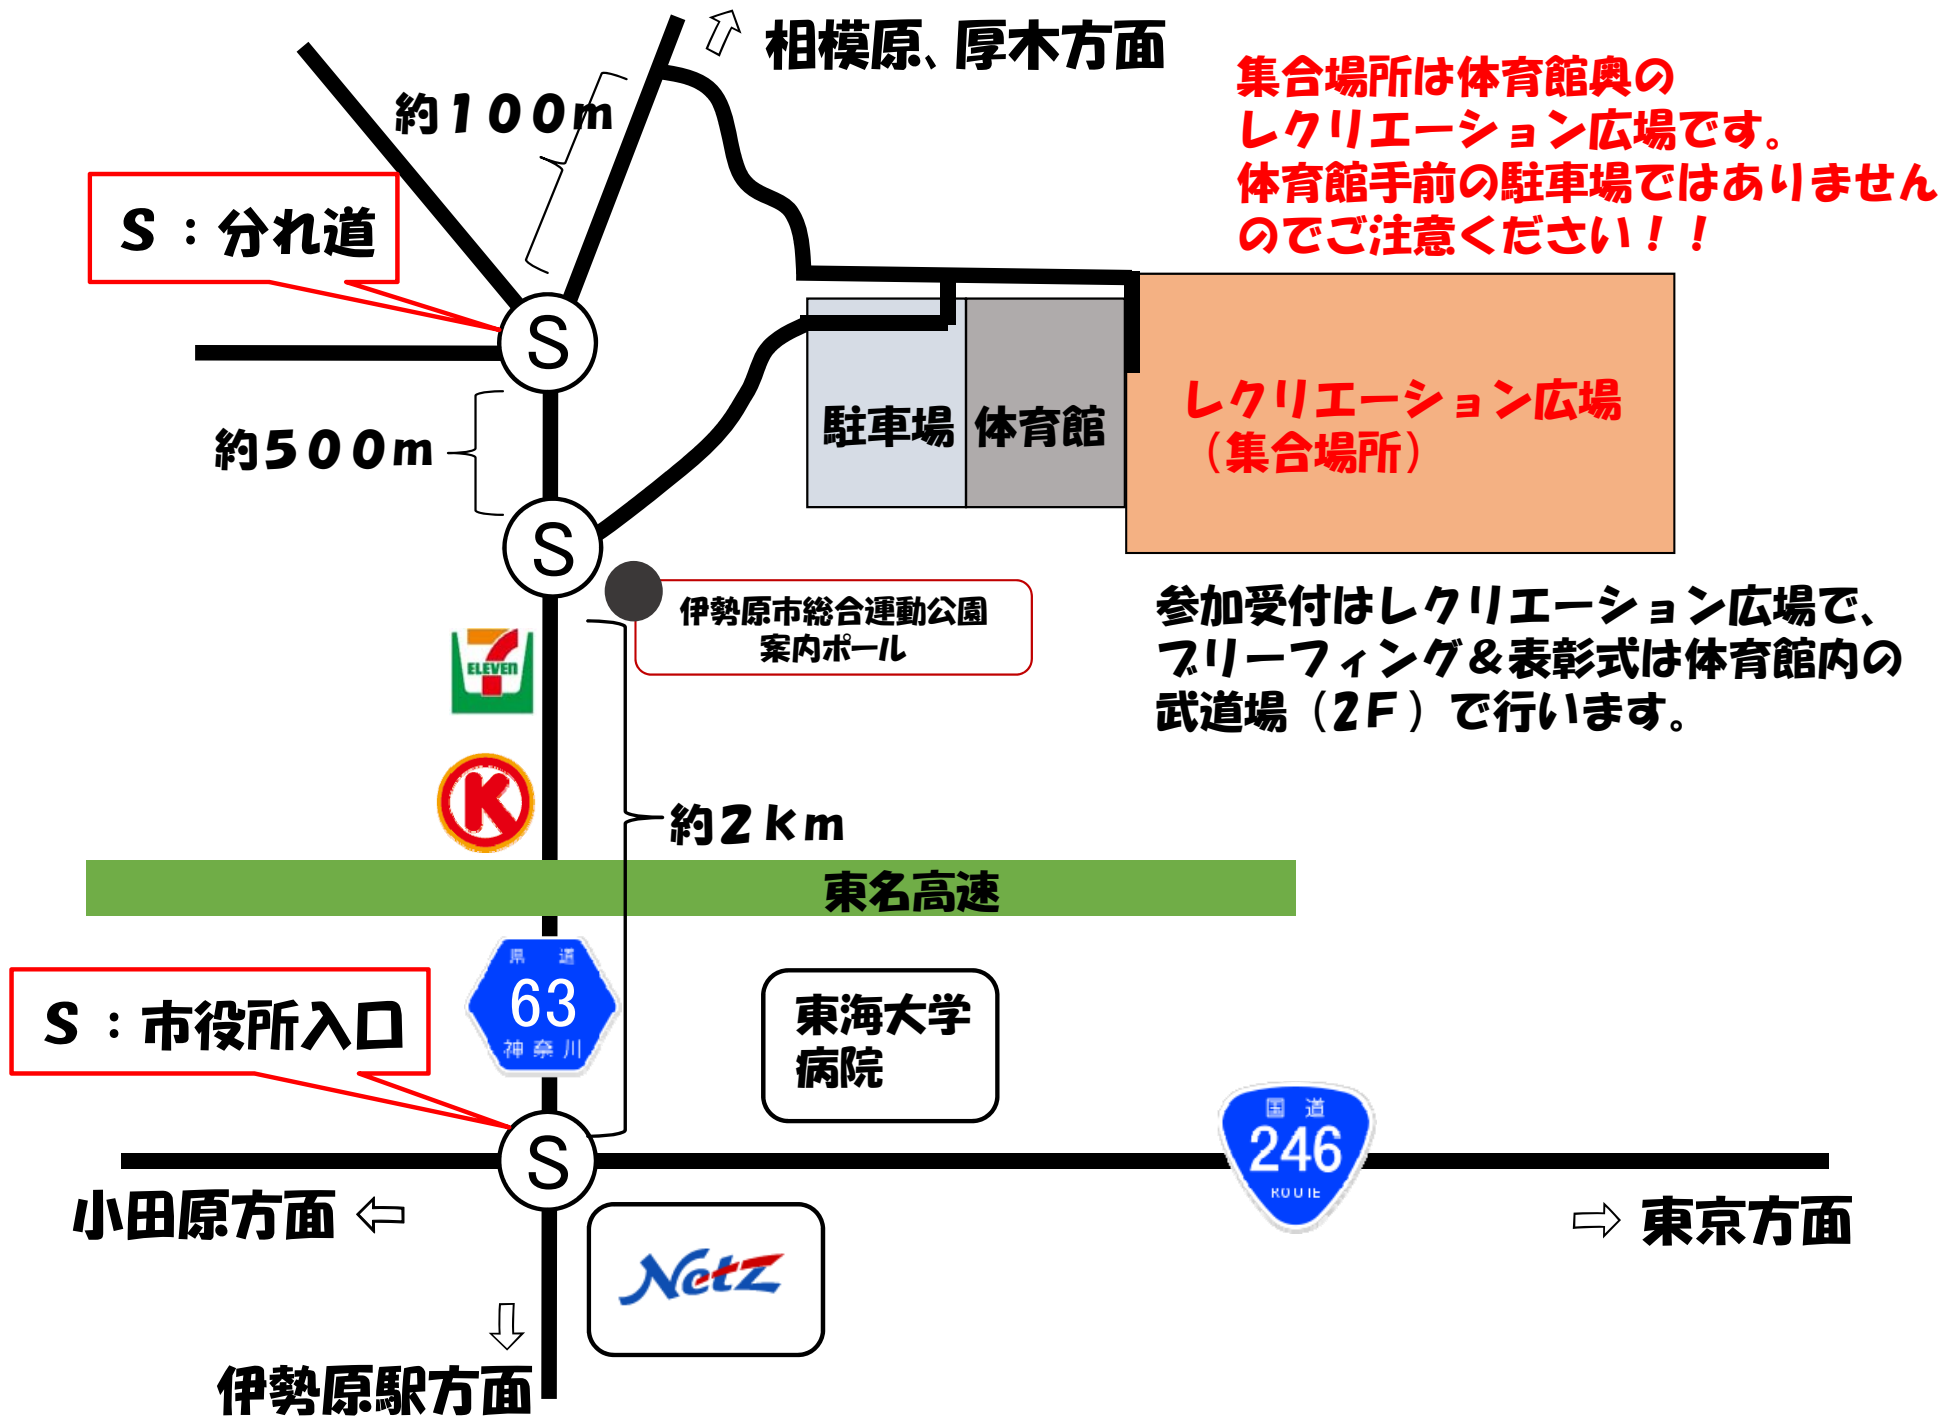 相模原、厚木方面
集合場所は体育館奥の
レクリエーション広場です。
体育館手前の駐車場ではありません
のでご注意ください！！
約１００ｍ
Ｓ：分れ道
S
約５００ｍ
駐車場
体育館
レクリエーション広場
（集合場所）
S
伊勢原市総合運動公園
案内ポール
参加受付はレクリエーション広場で、
ブリーフィング＆表彰式は体育館内の
武道場（２Ｆ）で行います。
7
ELEVEN
K
約２ｋｍ
東名高速
県道
63
神奈川
Ｓ：市役所入口
東海大学
病院
S
国道
246
ROUTE
小田原方面
東京方面
Netz
伊勢原駅方面